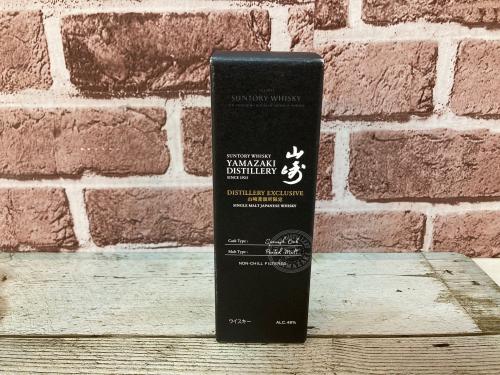 SUNTORY WHISKY
SUNTORY WHISKY
YAMAZAKI
DISTILLERY
SINCE 1923
山崎
DISTILLERY EXCLUSIVE
山崎蒸溜所限定
SINGLE MALT JAPANESE WHISKY
Cask Type : Spanish Oak
Malt Type : Peated Malt
NON-CHILL FILTERED
ウイスキー
ALC.48%